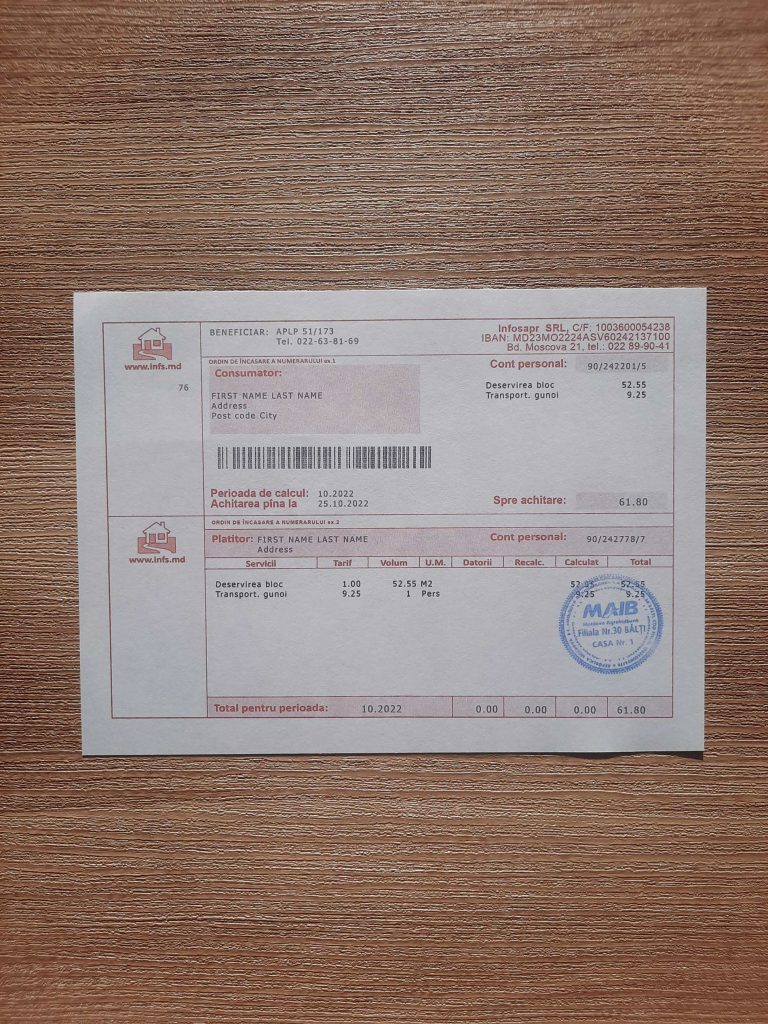 www.infs.md
76
BENEFICIAR: APLP 51/173
Tel. 022-63-81-69
Infosapr SRL, C/F: 1003600054238
IBAN: MD23MO2224ASV60242137100
Bd. Moscova 21, tel.: 022 89-90-41
ORDIN DE ÎNCASARE A NUMERARULUI ex.1
Consumator:
FIRST NAME LAST NAME
Address
Post code City
Cont personal: 90/242201/5
Deservirea bloc 52.55
Transport. gunoi 9.25
Perioada de calcul: 10.2022
Achitarea pîna la 25.10.2022
Spre achitare: 61.80
www.infs.md
ORDIN DE ÎNCASARE A NUMERARULUI ex.2
Platitor: FIRST NAME LAST NAME
Address
Cont personal: 90/242778/7
Servicii Tarif Volum U.M. Datorii Recalc. Calculat Total
Deservirea bloc 1.00 52.55 M2 52.55
Transport. gunoi 9.25 1 Pers 9.25 9.25
MAIB
Moldova Agroindbank
Filiala Nr.30 BĂLȚI
CASA Nr. 1
Total pentru perioada: 10.2022 0.00 0.00 0.00 61.80